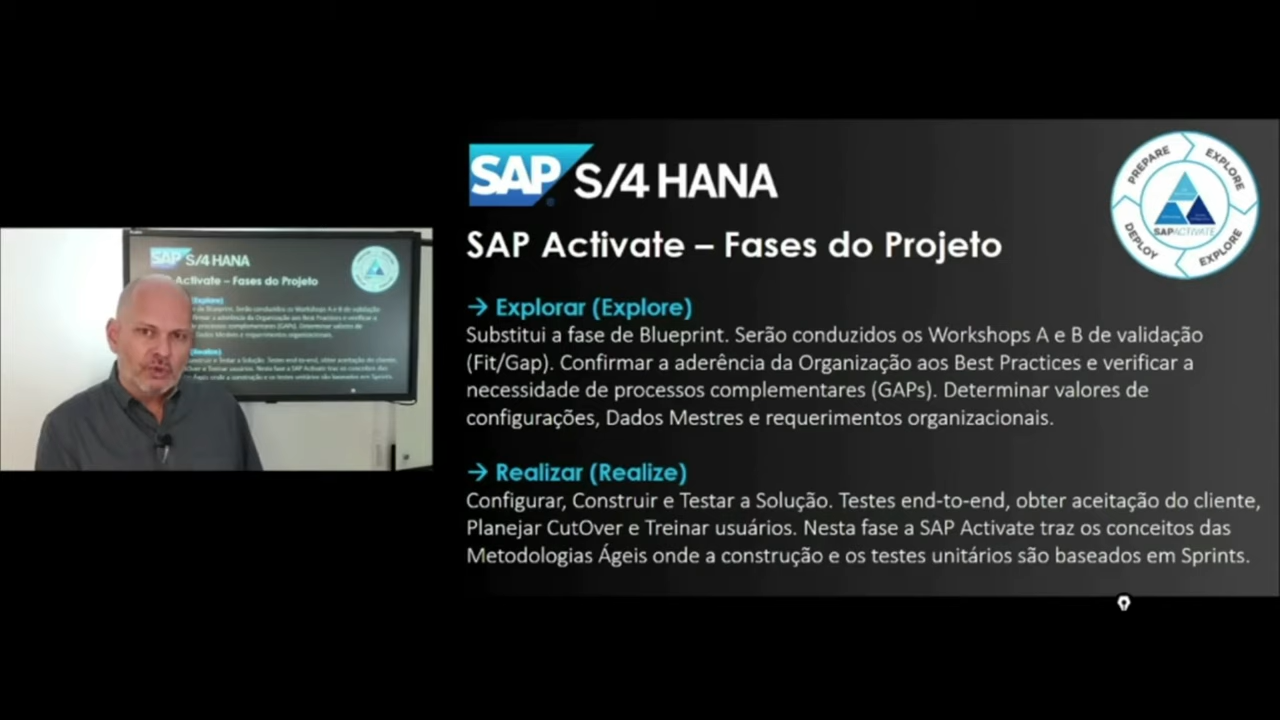 SAP S/4 HANA
SAP Activate – Fases do Projeto
PREPARE
EXPLORE
EXPLORE
DEPLOY
SAP ACTIVATE
→ Explorar (Explore)
Substitui a fase de Blueprint. Serão conduzidos os Workshops A e B de validação
(Fit/Gap). Confirmar a aderência da Organização aos Best Practices e verificar a
necessidade de processos complementares (GAPs). Determinar valores de
configurações, Dados Mestres e requerimentos organizacionais.
→ Realizar (Realize)
Configurar, Construir e Testar a Solução. Testes end-to-end, obter aceitação do cliente,
Planejar CutOver e Treinar usuários. Nesta fase a SAP Activate traz os conceitos das
Metodologias Ágeis onde a construção e os testes unitários são baseados em Sprints.
SAP S/4 HANA
Activate – Fases do Projeto